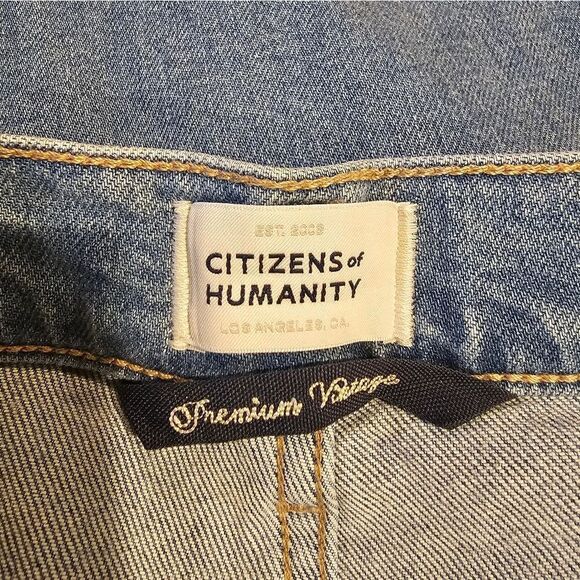 EST. 2003
CITIZENS of
HUMANITY
LOS ANGELES, CA.
Premium Vintage